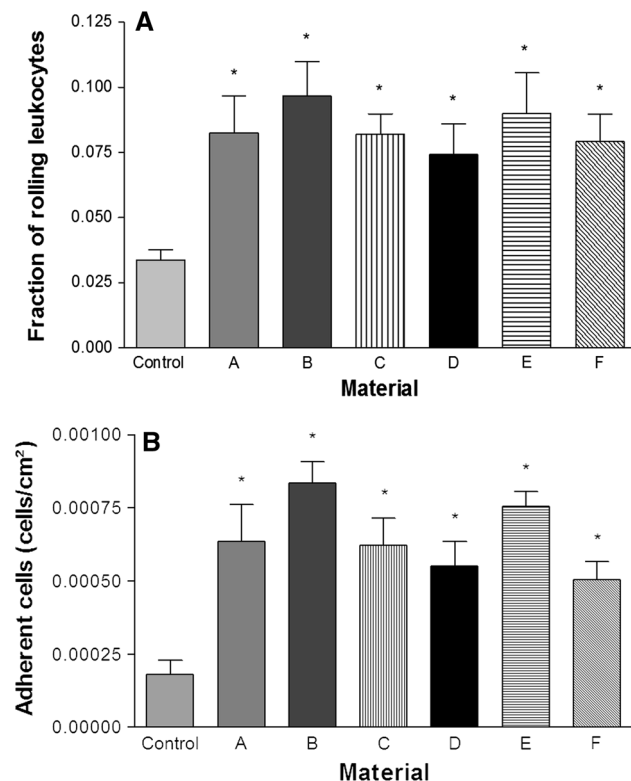 A
Fraction of rolling leukocytes
0.125
0.100
0.075
0.050
0.025
0.000
* * * * * *
Control A B C D E F
Material
B
Adherent cells (cells/cm²)
0.00100
0.00075
0.00050
0.00025
0.00000
* * * * * *
Control A B C D E F
Material